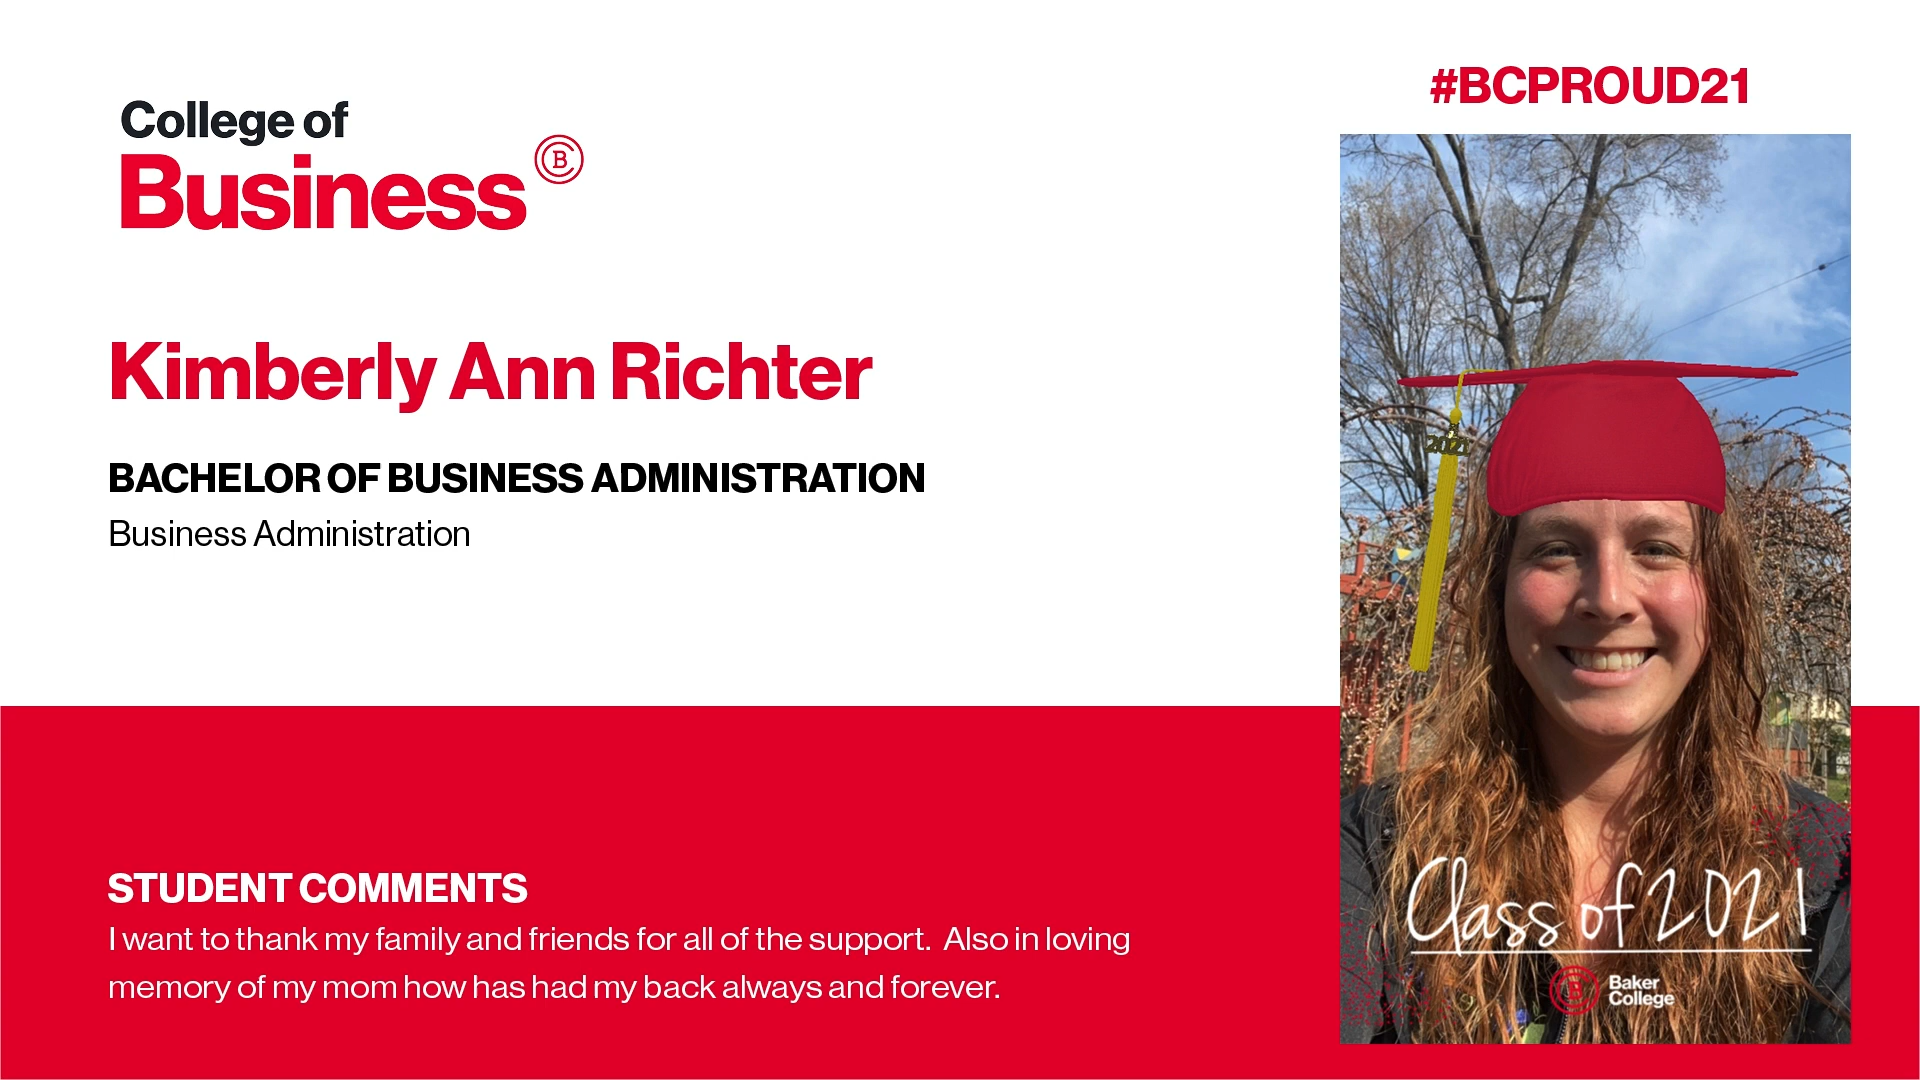 College of
Business
B
#BCPROUD21
Kimberly Ann Richter
BACHELOR OF BUSINESS ADMINISTRATION
Business Administration
2021
STUDENT COMMENTS
I want to thank my family and friends for all of the support.  Also in loving
memory of my mom how has had my back always and forever.
Class of 2021
B
Baker
College